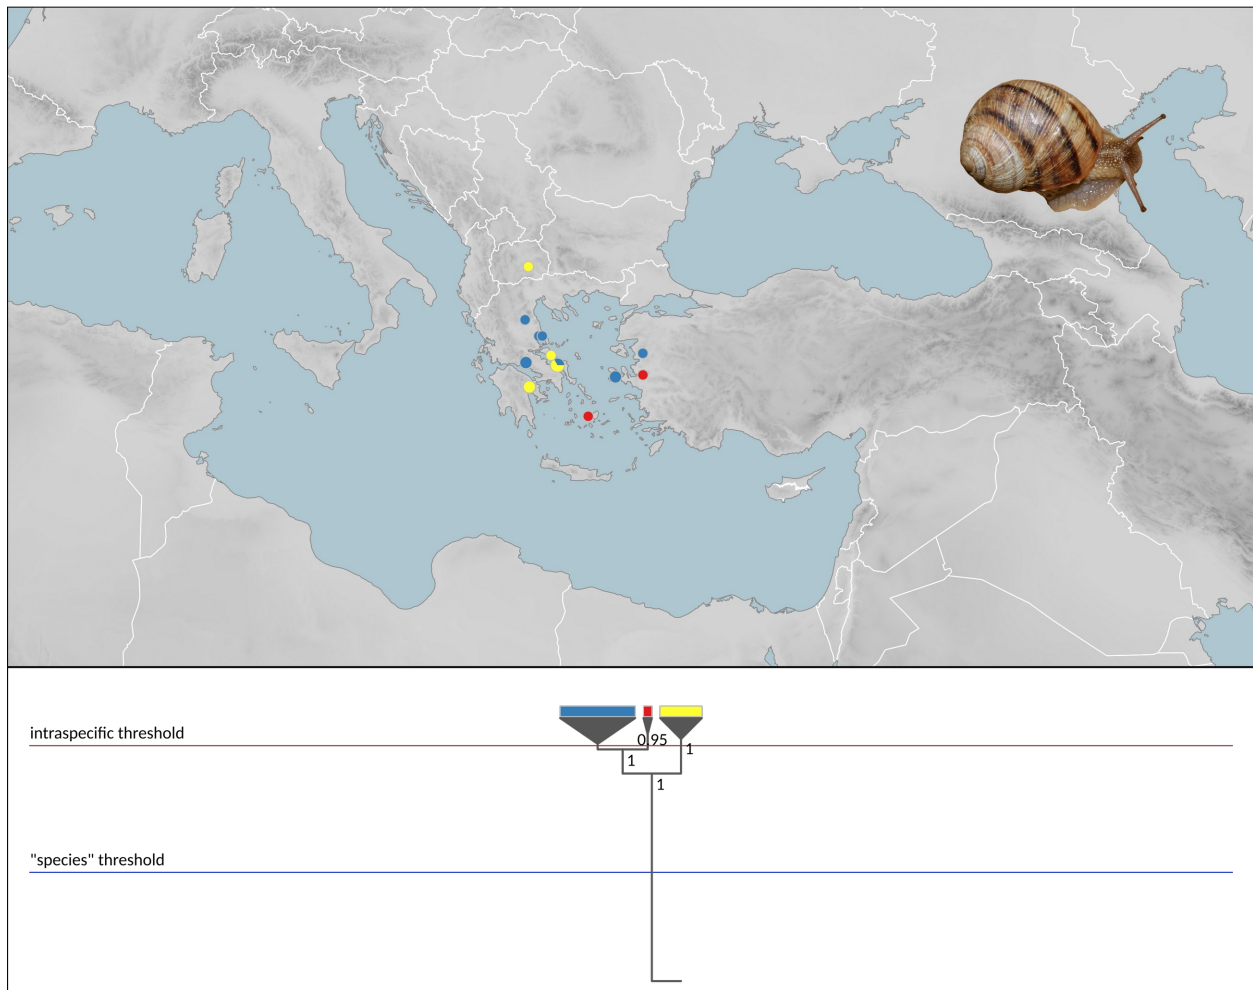 intraspecific threshold
0.95
1
1
1
"species" threshold